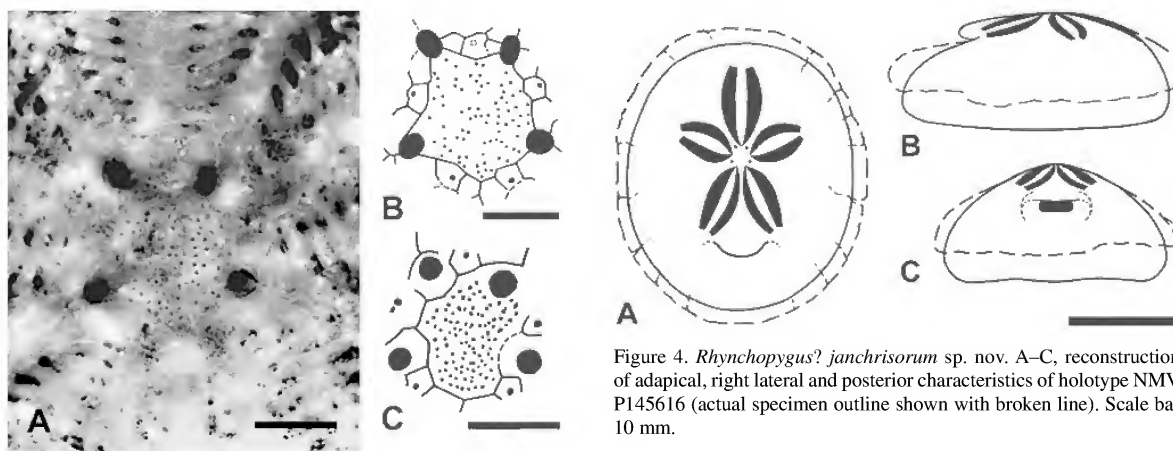 A
B
C
A
B
C
Figure 4. Rhynchopygus? janchrisorum sp. nov. A–C, reconstruction
of adapical, right lateral and posterior characteristics of holotype NMV
P145616 (actual specimen outline shown with broken line). Scale ba
10 mm.